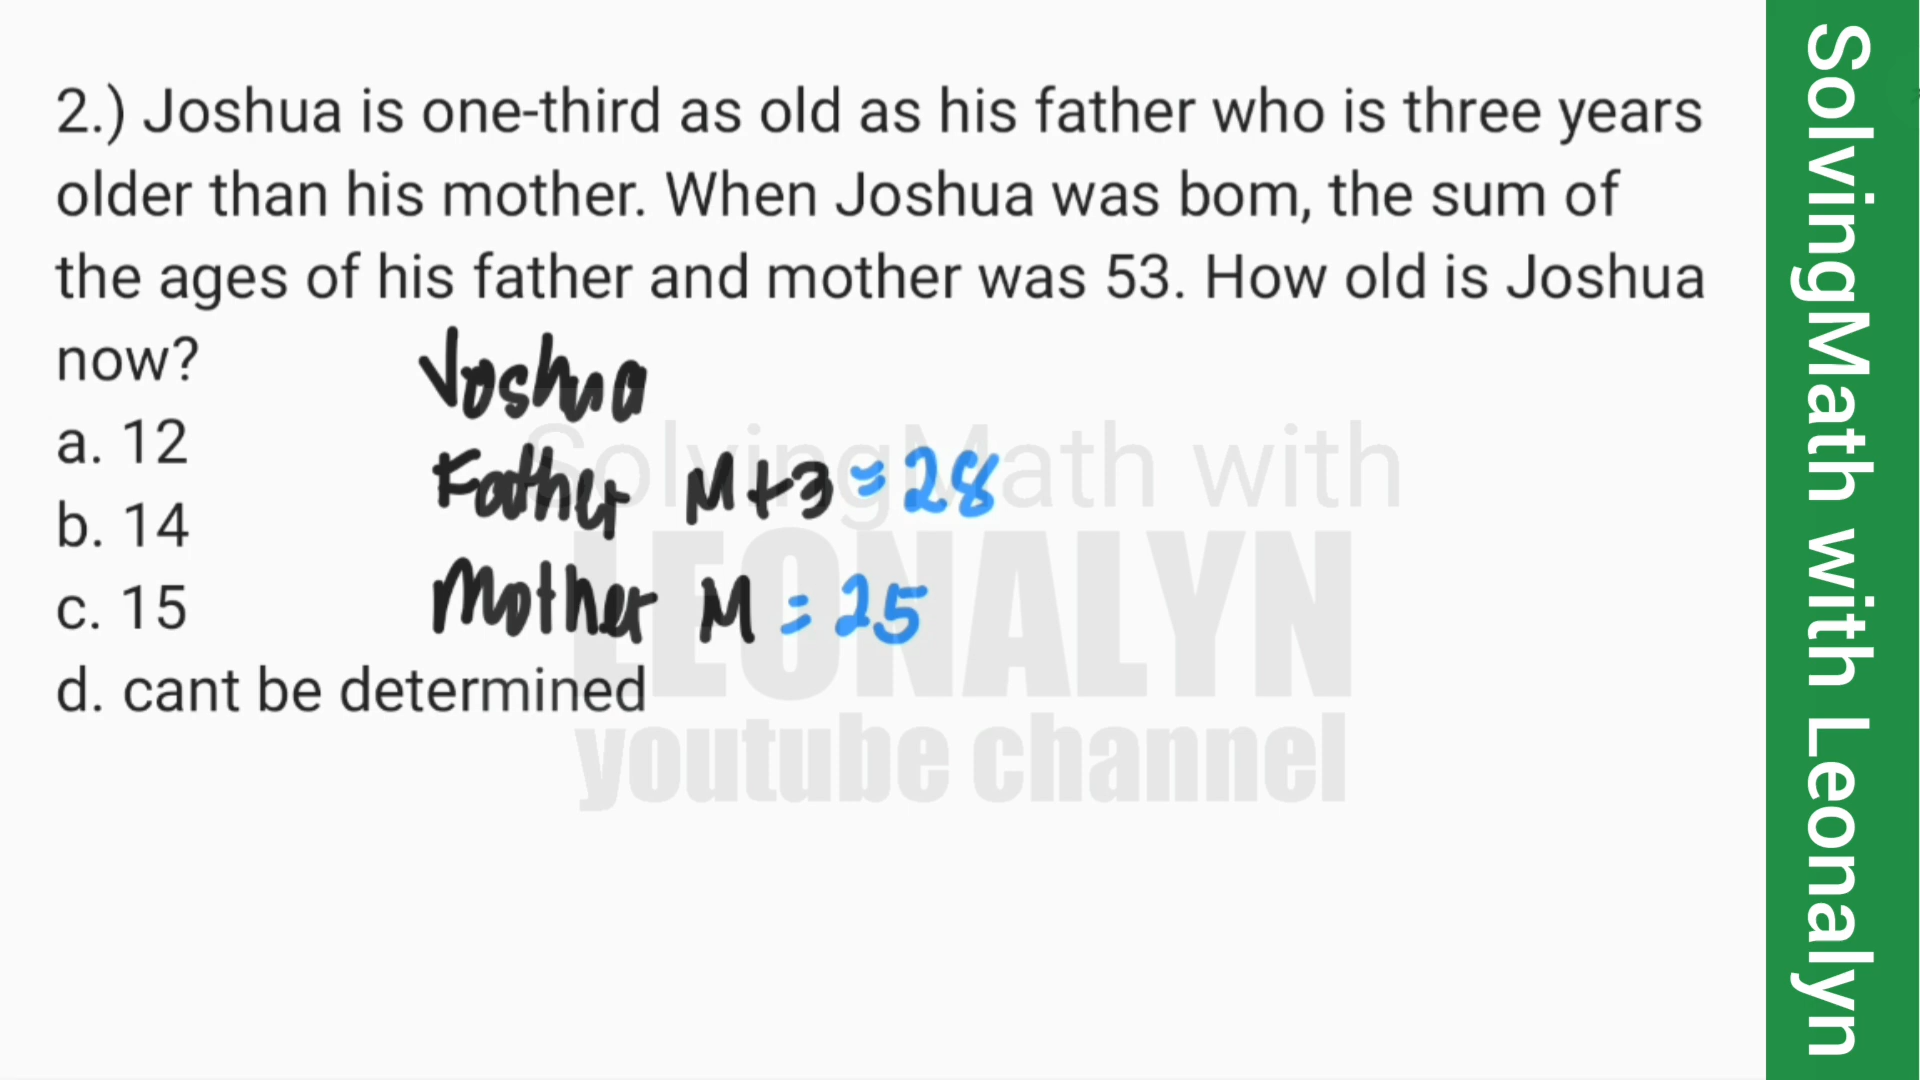 2.) Joshua is one-third as old as his father who is three years
older than his mother. When Joshua was bom, the sum of
the ages of his father and mother was 53. How old is Joshua
now?
Joshua
a. 12
Father M+3 = 28
b. 14
c. 15
Mother M = 25
d. cant be determined
SolvingMath with
LEONALYN
youtube channel
SolvingMath with Leonalyn